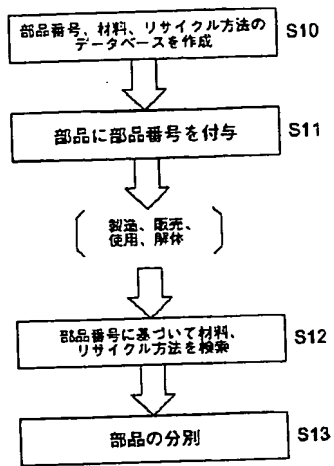 部品番号、材料、リサイクル方法の
データベースを作成
S10
部品に部品番号を付与
S11
製造、販売、
使用、解体
部品番号に基づいて材料、
リサイクル方法を検索
S12
部品の分別
S13